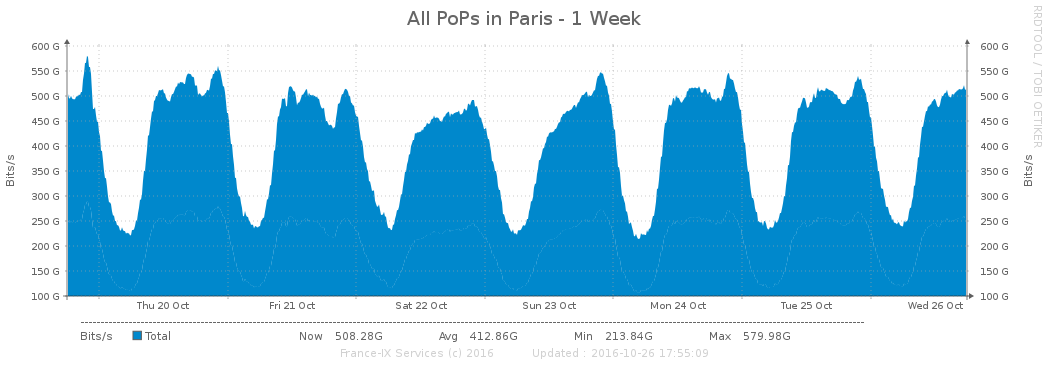 All PoPs in Paris - 1 Week
RRDTOOL / TOBI OETIKER
Bits/s
600 G
550 G
500 G
450 G
400 G
350 G
300 G
250 G
200 G
150 G
100 G
600 G
550 G
500 G
450 G
400 G
350 G
300 G
250 G
200 G
150 G
100 G
Bits/s
Thu 20 Oct Fri 21 Oct Sat 22 Oct Sun 23 Oct Mon 24 Oct Tue 25 Oct Wed 26 Oct
Bits/s Total Now 508.28G Avg 412.86G Min 213.84G Max 579.98G
France-IX Services (c) 2016 Updated : 2016-10-26 17:55:09